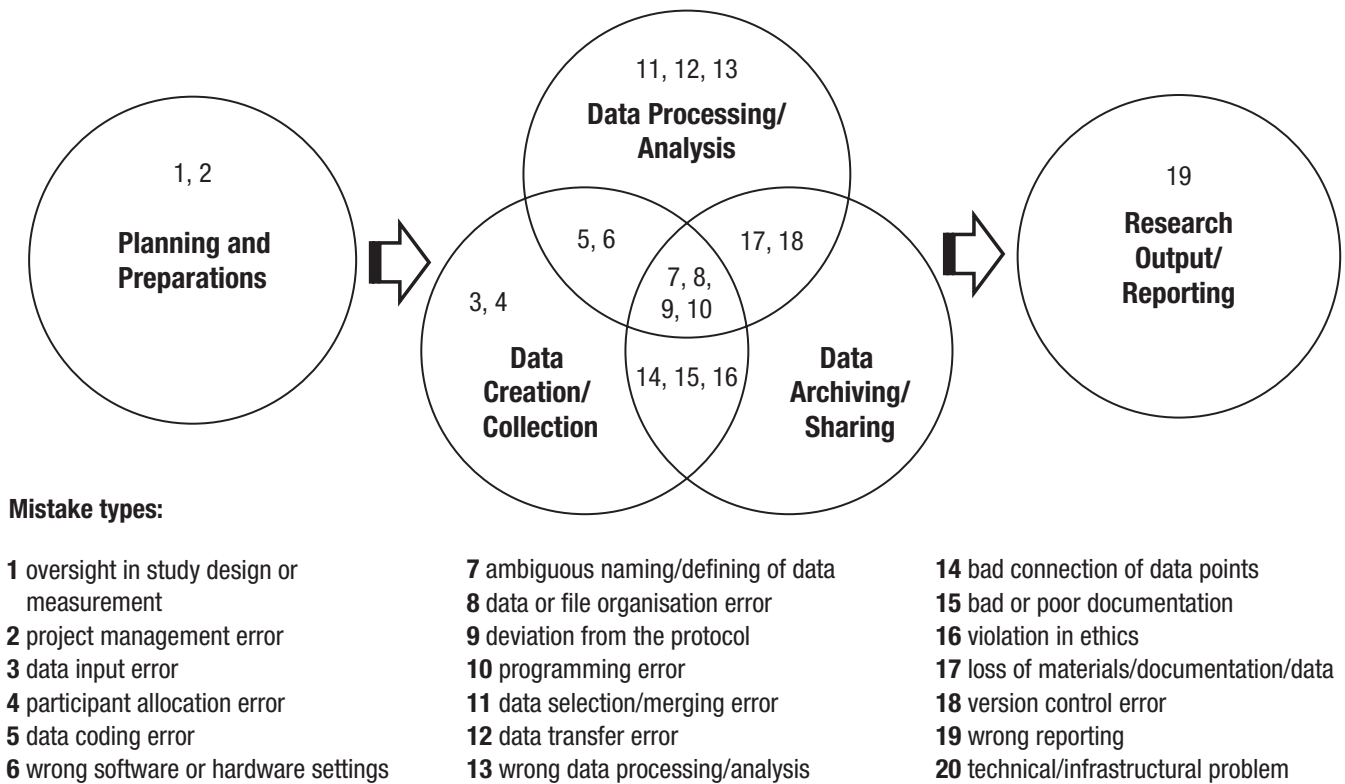 11, 12, 13
Data Processing/
Analysis
1, 2
Planning and
Preparations
5, 6
17, 18
7, 8,
9, 10
3, 4
Data
Creation/
Collection
14, 15, 16
Data
Archiving/
Sharing
19
Research
Output/
Reporting
Mistake types:
1 oversight in study design or
measurement
2 project management error
3 data input error
4 participant allocation error
5 data coding error
6 wrong software or hardware settings
7 ambiguous naming/defining of data
8 data or file organisation error
9 deviation from the protocol
10 programming error
11 data selection/merging error
12 data transfer error
13 wrong data processing/analysis
14 bad connection of data points
15 bad or poor documentation
16 violation in ethics
17 loss of materials/documentation/data
18 version control error
19 wrong reporting
20 technical/infrastructural problem